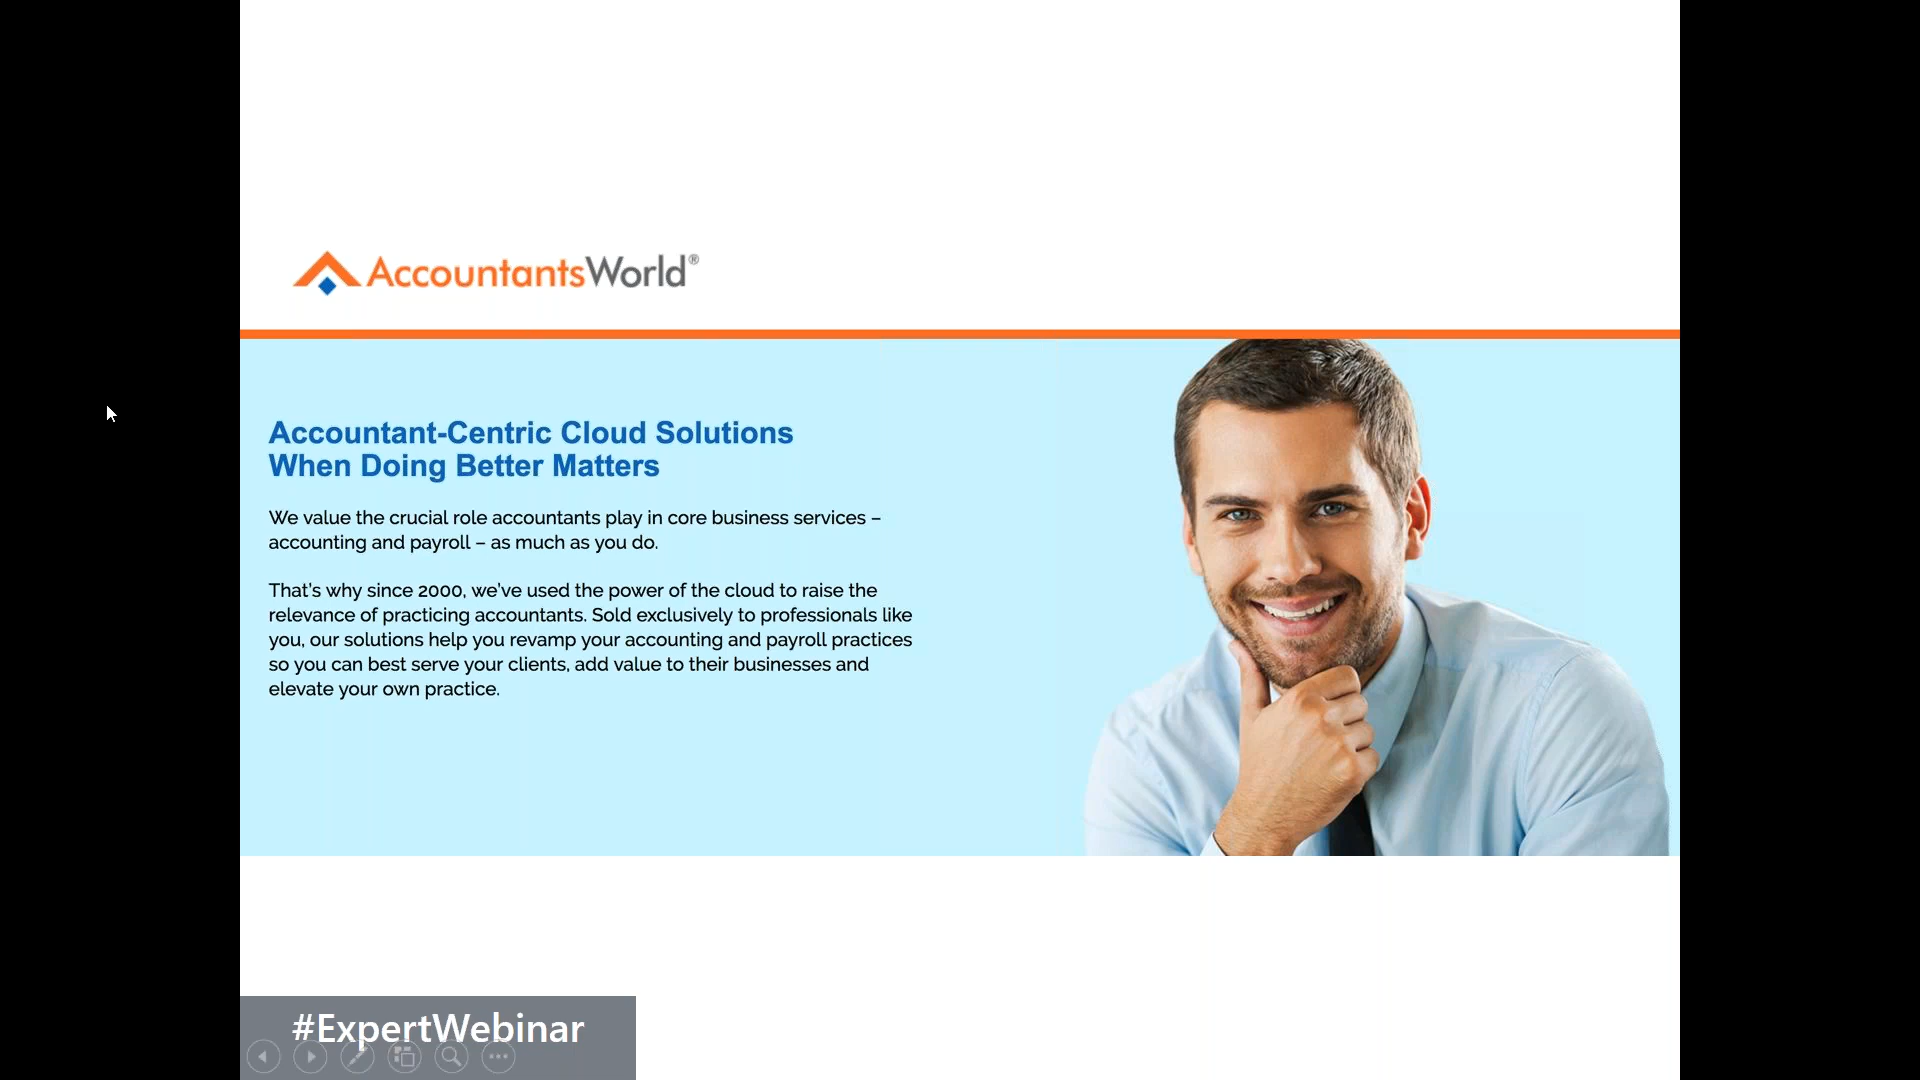 AccountantsWorld®
Accountant-Centric Cloud Solutions
When Doing Better Matters
We value the crucial role accountants play in core business services –
accounting and payroll – as much as you do.
That’s why since 2000, we’ve used the power of the cloud to raise the
relevance of practicing accountants. Sold exclusively to professionals like
you, our solutions help you revamp your accounting and payroll practices
so you can best serve your clients, add value to their businesses and
elevate your own practice.
#ExpertWebinar